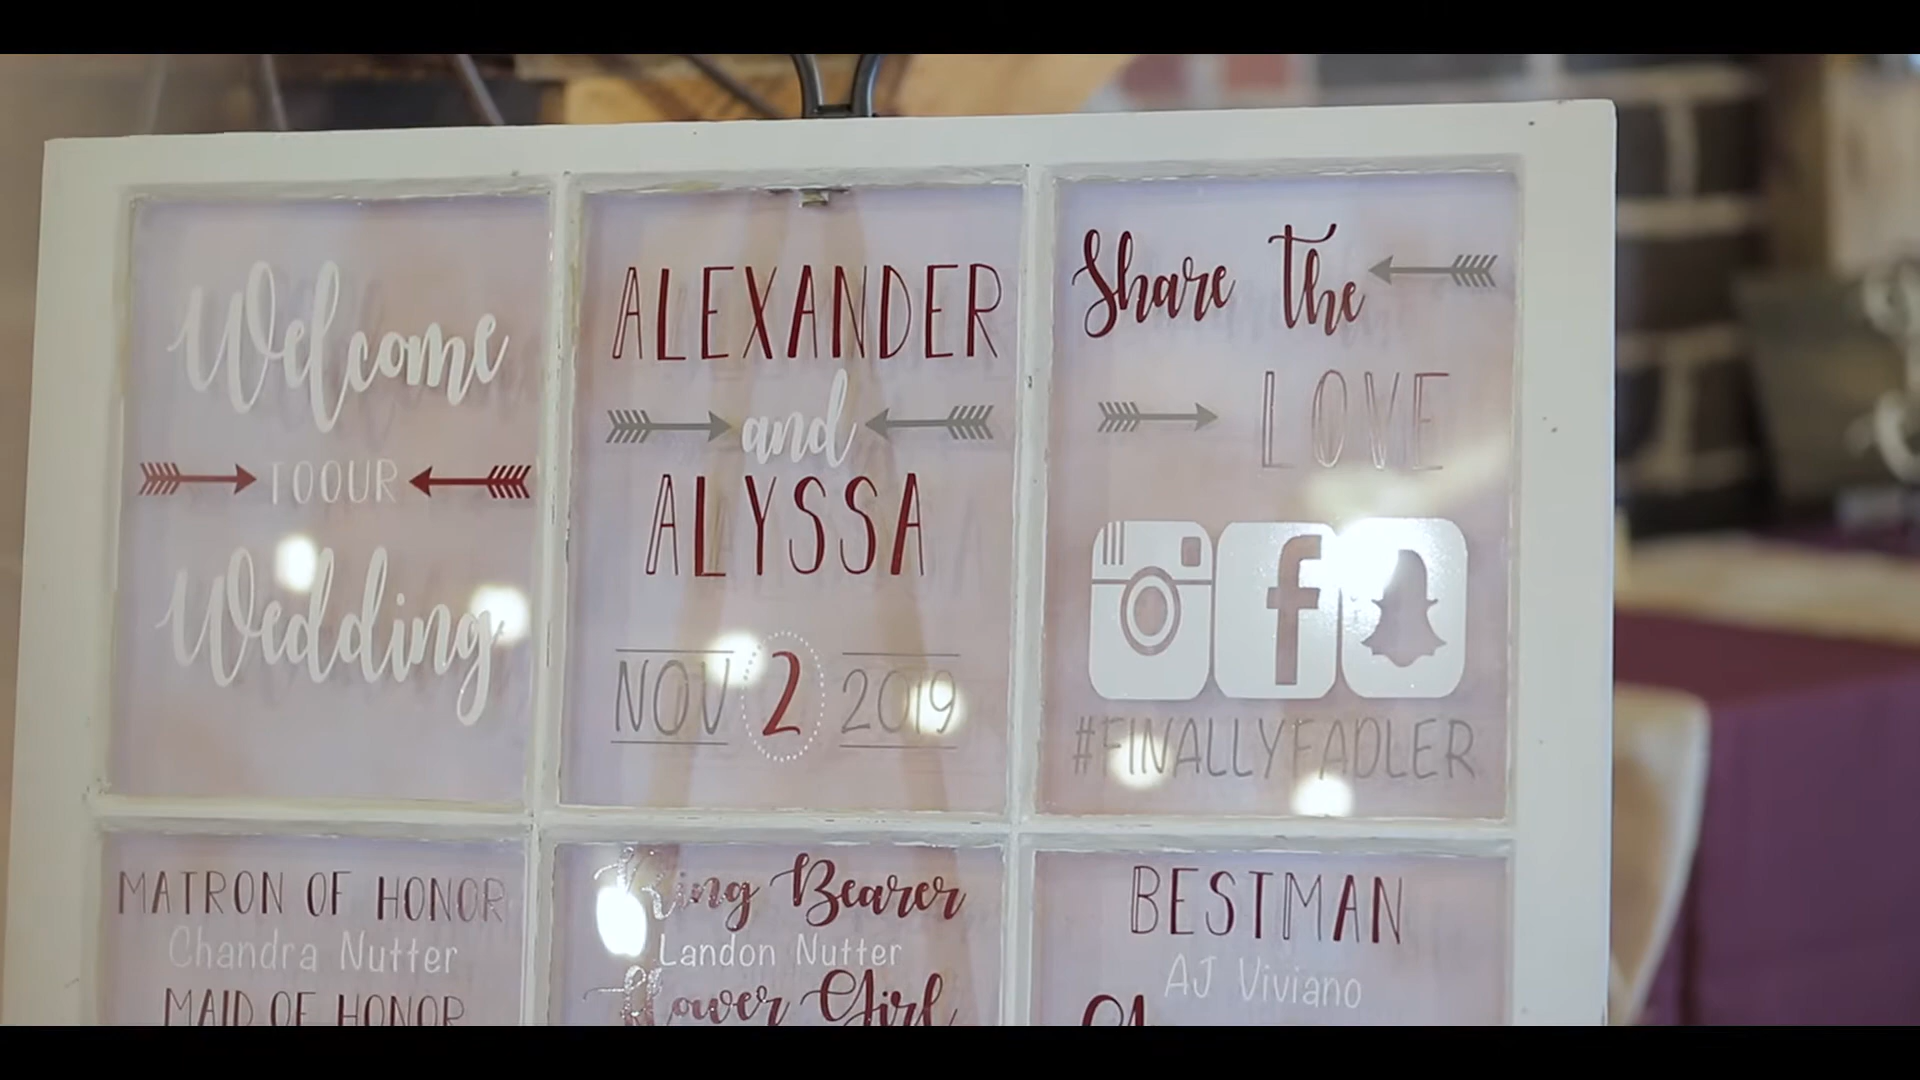 Welcome
TO OUR
Wedding
ALEXANDER
and
ALYSSA
NOV 2 2019
Share The
LOVE
f
#FINALLYFADLER
MATRON OF HONOR
Chandra Nutter
MAID OF HONOR
Ring Bearer
Landon Nutter
Flower Girl
BESTMAN
AJ Viviano